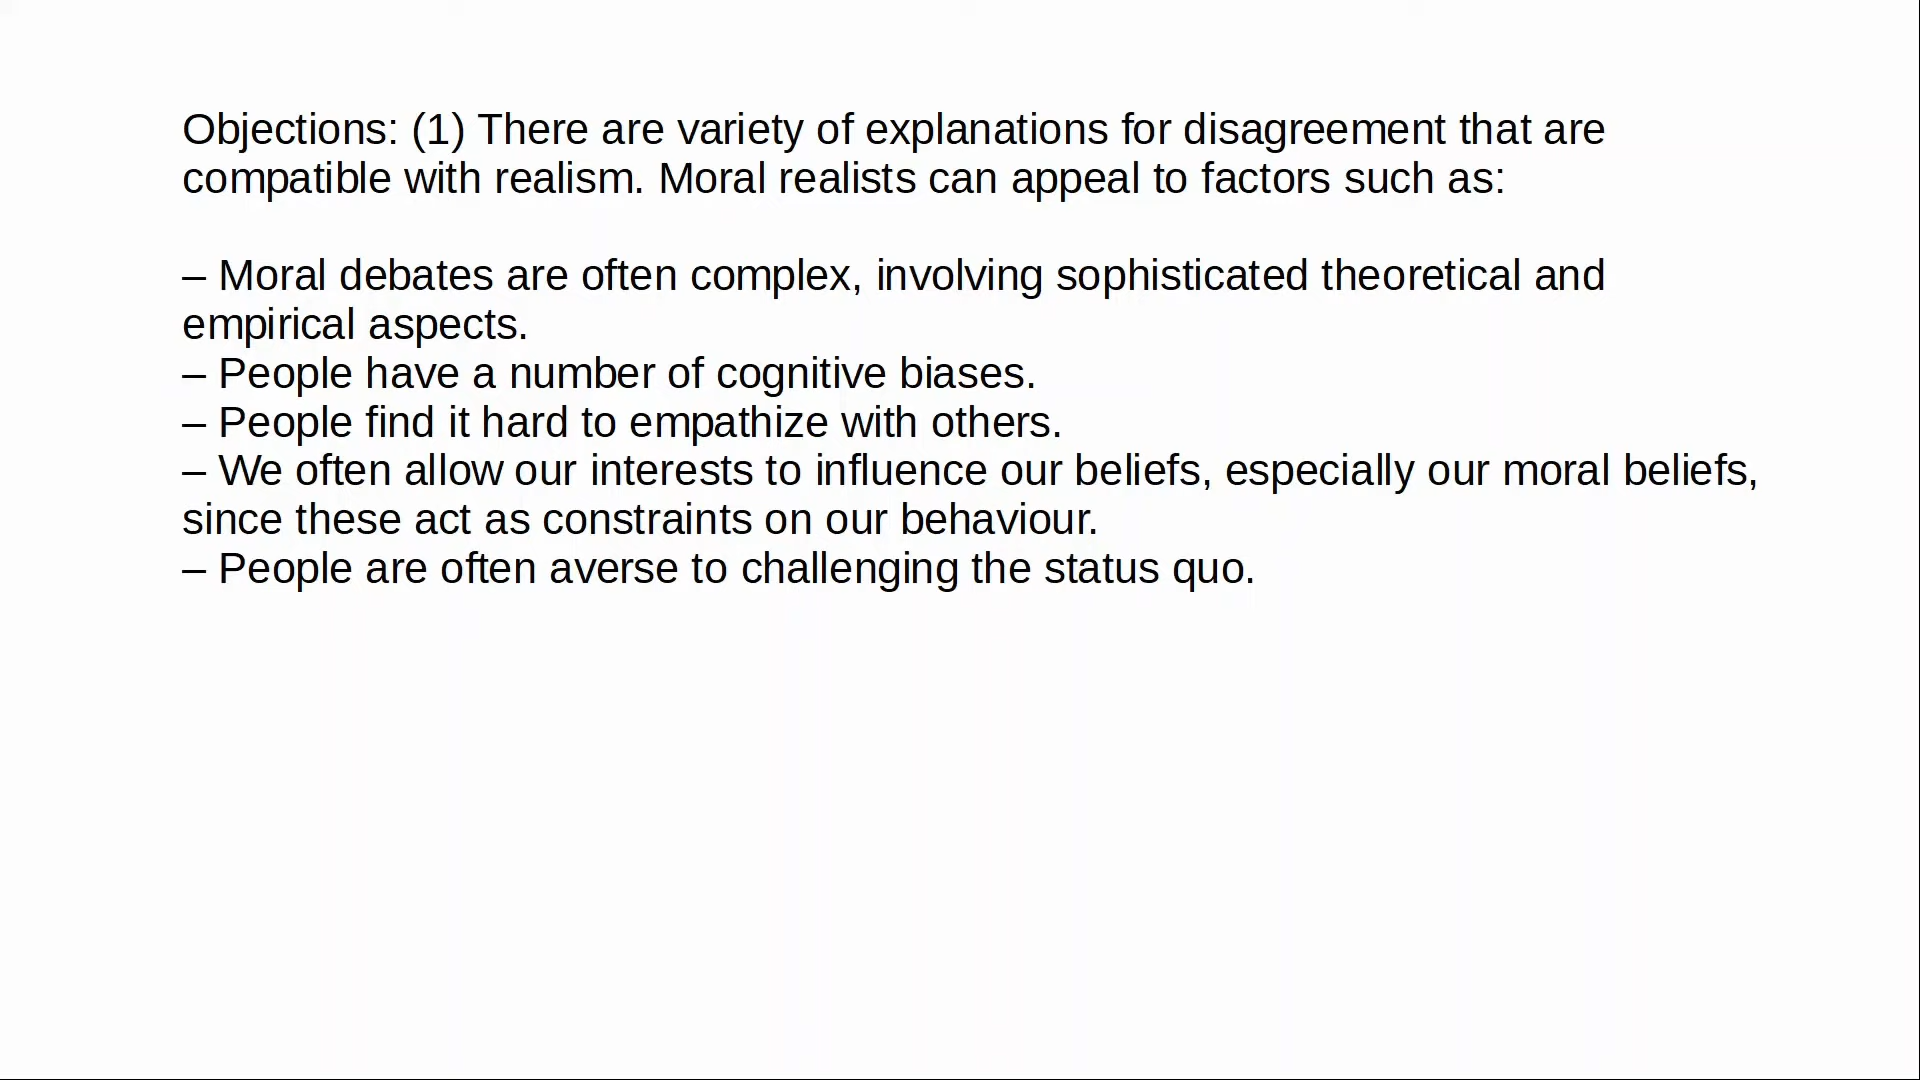 Objections: (1) There are variety of explanations for disagreement that are
compatible with realism. Moral realists can appeal to factors such as:
– Moral debates are often complex, involving sophisticated theoretical and
empirical aspects.
– People have a number of cognitive biases.
– People find it hard to empathize with others.
– We often allow our interests to influence our beliefs, especially our moral beliefs,
since these act as constraints on our behaviour.
– People are often averse to challenging the status quo.